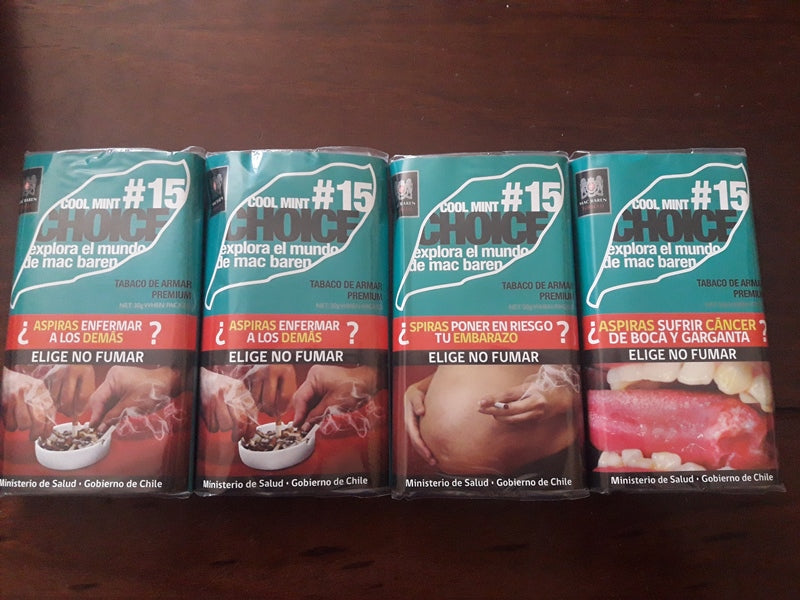 COOL MINT #15
CHOICE
explora el mundo
de mac baren
TABACO DE ARMAR
PREMIUM
¿ASPIRAS ENFERMAR
A LOS DEMÁS?
ELIGE NO FUMAR
Ministerio de Salud • Gobierno de Chile
COOL MINT #15
CHOICE
explora el mundo
de mac baren
TABACO DE ARMAR
PREMIUM
¿ASPIRAS ENFERMAR
A LOS DEMÁS?
ELIGE NO FUMAR
Ministerio de Salud • Gobierno de Chile
MAC BAREN
COOL MINT #15
CHOICE
explora el mundo
de mac baren
TABACO DE ARMAR
PREMIUM
¿SPIRAS PONER EN RIESGO
TU EMBARAZO?
ELIGE NO FUMAR
Ministerio de Salud • Gobierno de Chile
MAC BAREN
COOL MINT #15
CHOICE
explora el mundo
de mac baren
TABACO DE ARMAR
PREMIUM
¿ASPIRAS SUFRIR CÁNCER
DE BOCA Y GARGANTA?
ELIGE NO FUMAR
Ministerio de Salud • Gobierno de Chile